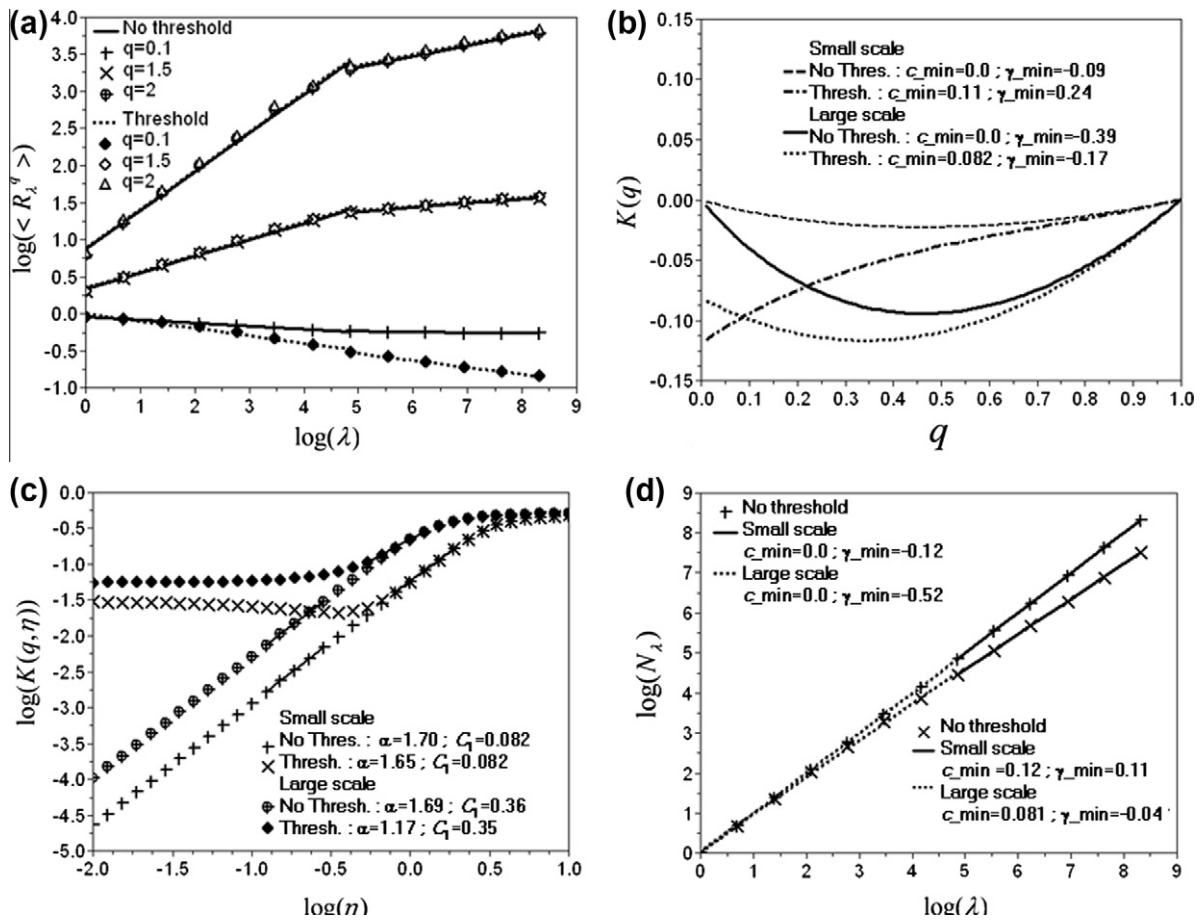 (a)
4.0
3.5
3.0
2.5
2.0
1.5
1.0
0.5
0.0
-0.5
-1.0
log(< R_λ^q >)
No threshold
q=0.1
q=1.5
q=2
Threshold
q=0.1
q=1.5
q=2
0 1 2 3 4 5 6 7 8 9
log(λ)
(b)
0.15
0.10
0.05
0.00
-0.05
-0.10
-0.15
K(q)
Small scale
No Thres. : c_min=0.0 ; γ_min=-0.09
Thresh. : c_min=0.11 ; γ_min=0.24
Large scale
No Thresh. : c_min=0.0 ; γ_min=-0.39
Thresh. : c_min=0.082 ; γ_min=-0.17
0.0 0.1 0.2 0.3 0.4 0.5 0.6 0.7 0.8 0.9 1.0
q
(c)
0.0
-0.5
-1.0
-1.5
-2.0
-2.5
-3.0
-3.5
-4.0
-4.5
-5.0
log(K(q,η))
Small scale
No Thres. : α=1.70 ; C₁=0.082
Thresh. : α=1.65 ; C₁=0.082
Large scale
No Thresh. : α=1.69 ; C₁=0.36
Thresh. : α=1.17 ; C₁=0.35
-2.0 -1.5 -1.0 -0.5 0.0 0.5 1.0
log(η)
(d)
9
8
7
6
5
4
3
2
1
0
log(N_λ)
No threshold
Small scale
c_min=0.0 ; γ_min=-0.12
Large scale
c_min=0.0 ; γ_min=-0.52
No threshold
Small scale
c_min =0.12 ; γ_min=0.11
Large scale
c_min=0.081 ; γ_min=-0.04
0 1 2 3 4 5 6 7 8 9
log(λ)